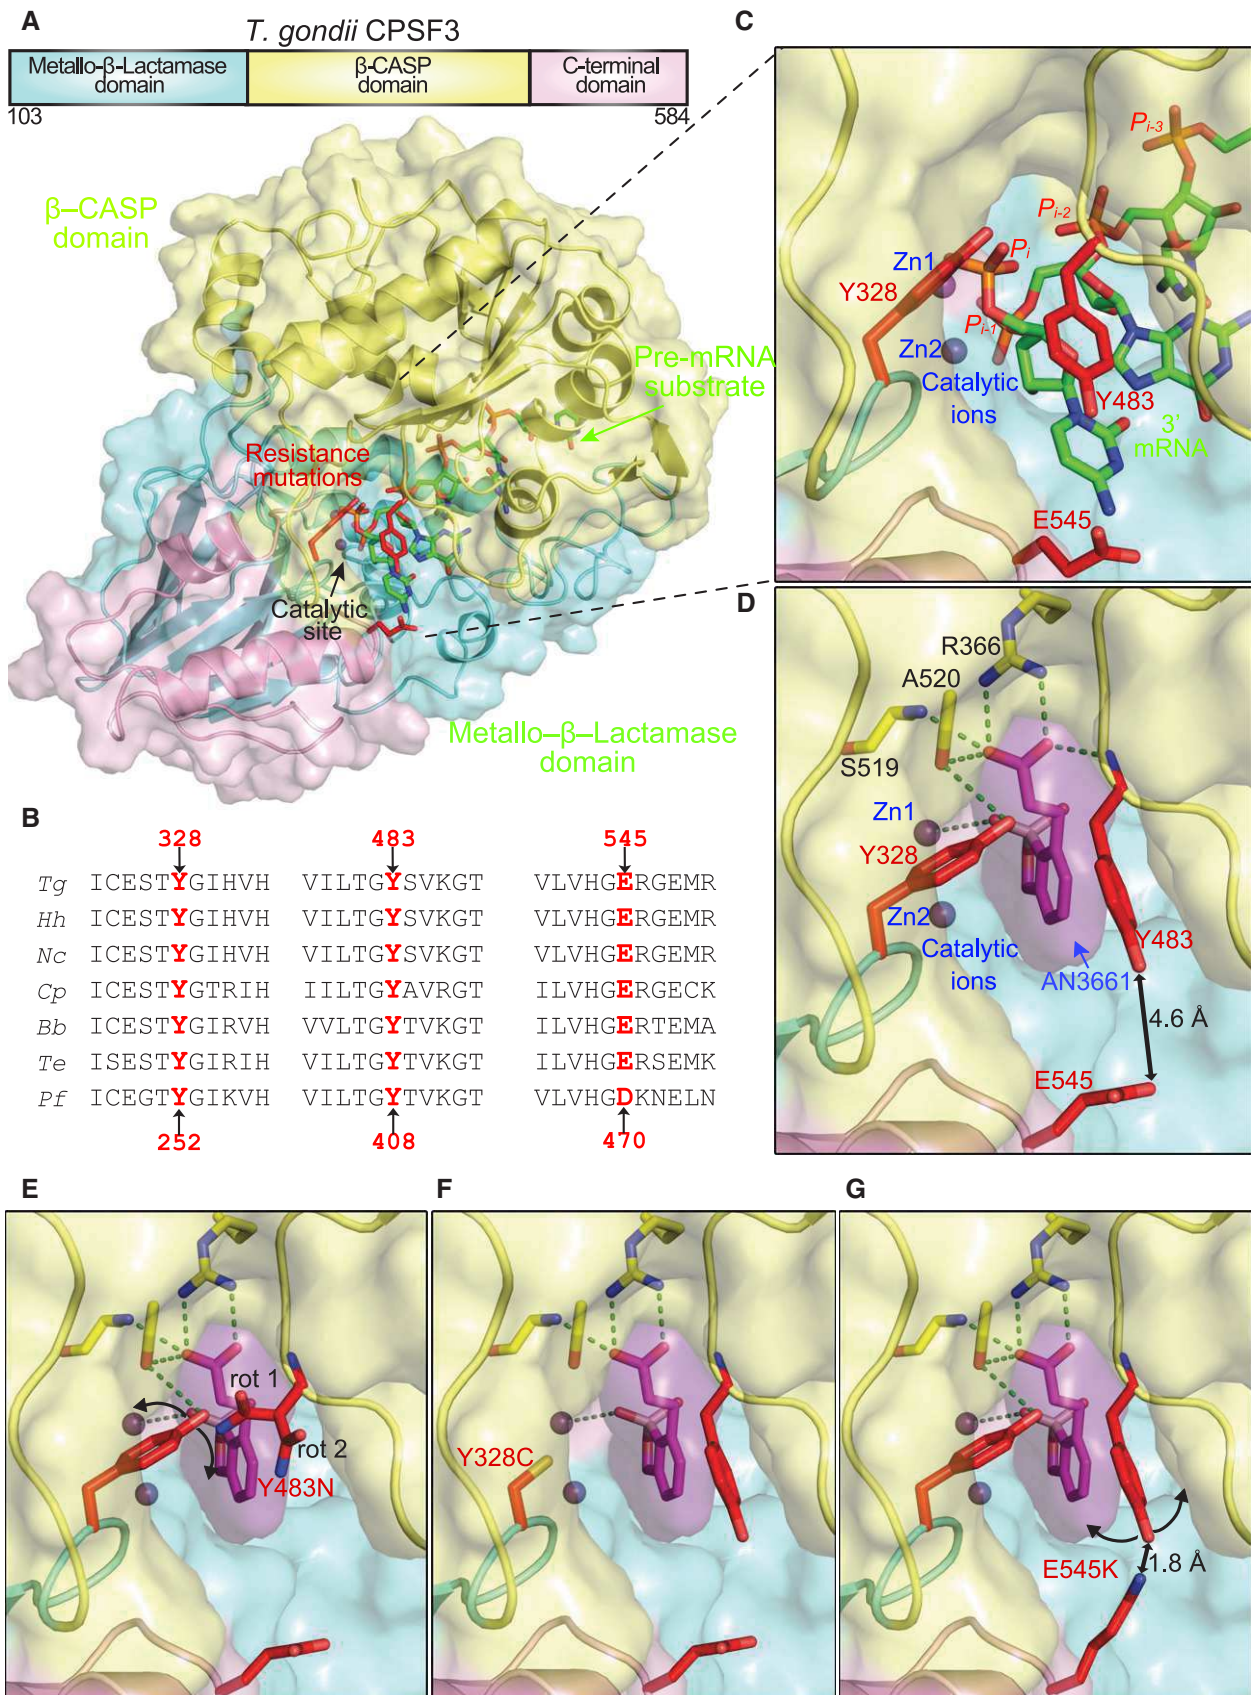 A
T. gondii CPSF3
Metallo-β-Lactamase domain
β-CASP domain
C-terminal domain
103
584
β–CASP domain
Pre-mRNA substrate
Resistance mutations
Catalytic site
Metallo–β–Lactamase domain
B
328 483 545
Tg ICESTYGIHVH VILTGYSVKGT VLVHGERGEMR
Hh ICESTYGIHVH VILTGYSVKGT VLVHGERGEMR
Nc ICESTYGIHVH VILTGYSVKGT VLVHGERGEMR
Cp ICESTYGTRIH IILTGYAVRGT ILVHGERGECK
Bb ICESTYGIRVH VVLTGYTVKGT ILVHGERTEMA
Te ISESTYGIRIH VILTGYTVKGT ILVHGERSEMK
Pf ICEGTYGIKVH VILTGYTVKGT VLVHGDKNELN
252 408 470
C
Pi-3
Pi-2
Pi
Zn1
Y328
Pi-1
Zn2
Catalytic ions
Y483
3' mRNA
E545
D
R366
A520
S519
Zn1
Y328
Zn2
Catalytic ions
Y483
AN3661
4.6 Å
E545
E
rot 1
rot 2
Y483N
F
Y328C
G
E545K
1.8 Å